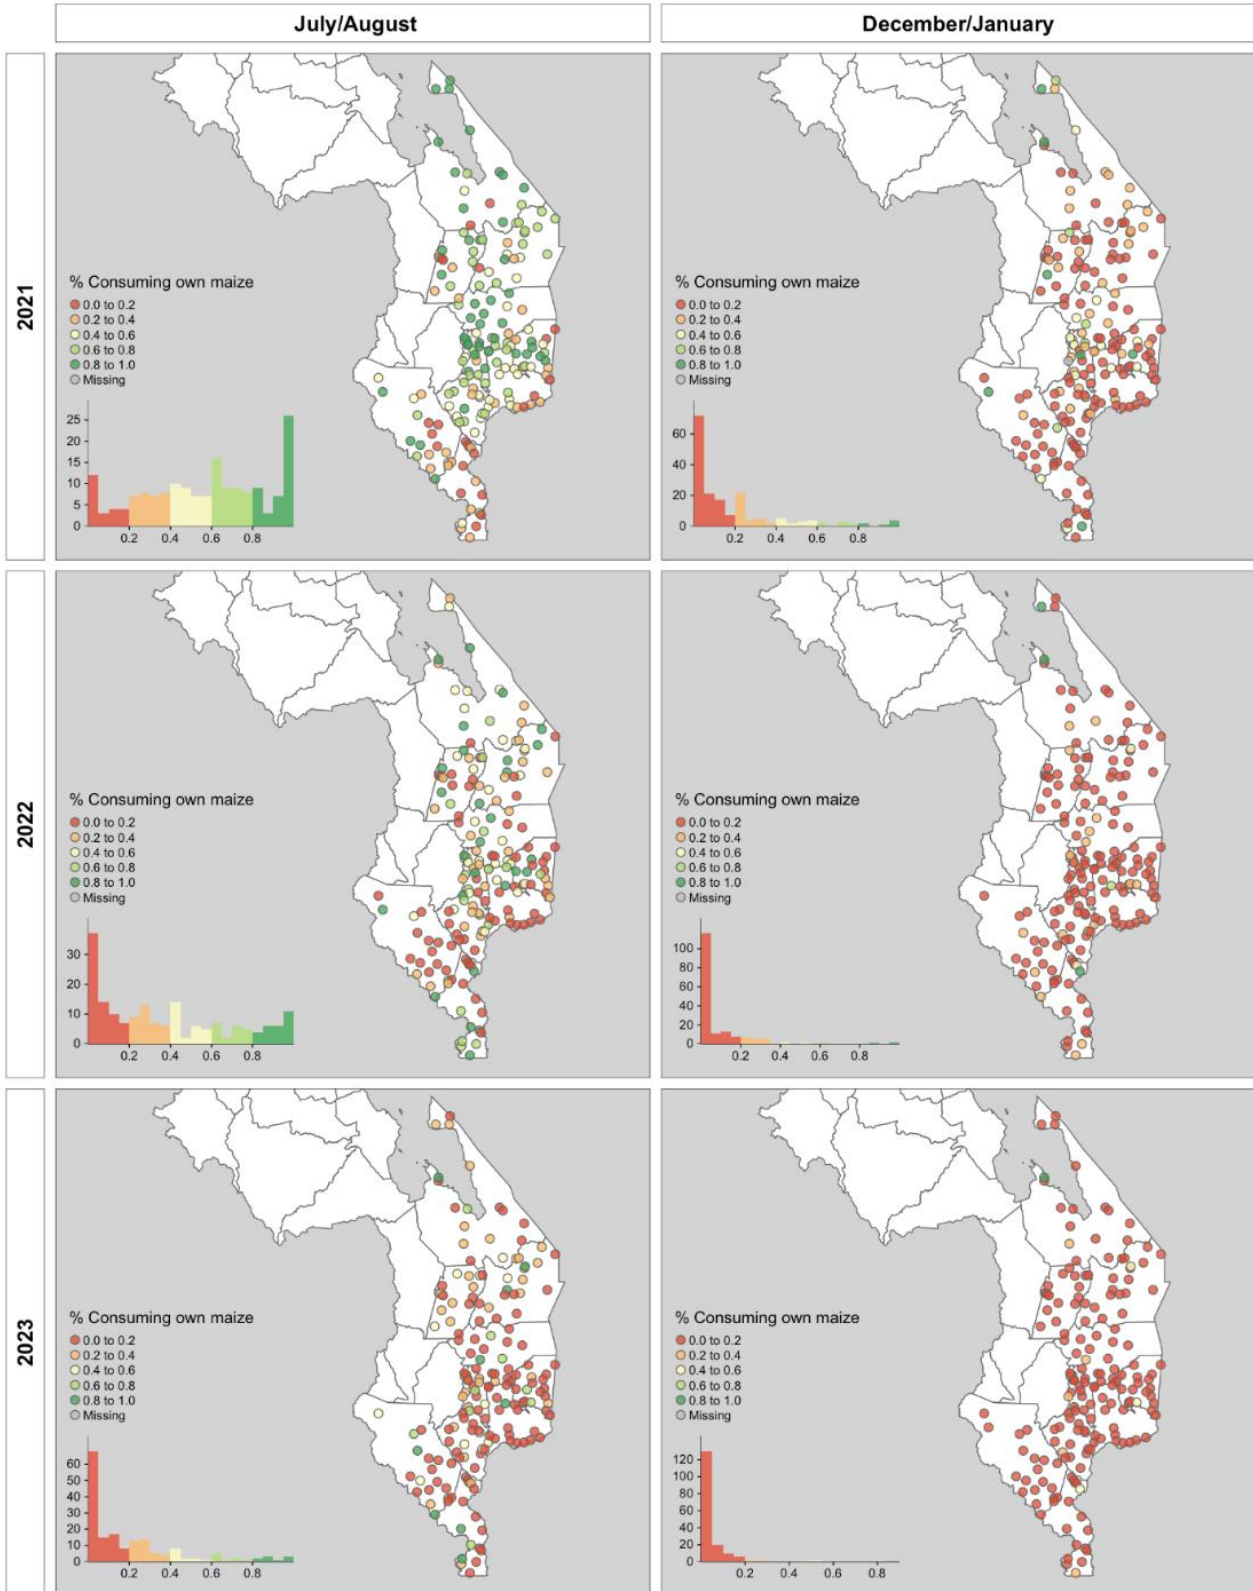 July/August
December/January
2021
% Consuming own maize
0.0 to 0.2
0.2 to 0.4
0.4 to 0.6
0.6 to 0.8
0.8 to 1.0
Missing
25
20
15
10
5
0
0.2 0.4 0.6 0.8
% Consuming own maize
0.0 to 0.2
0.2 to 0.4
0.4 to 0.6
0.6 to 0.8
0.8 to 1.0
Missing
60
40
20
0
0.2 0.4 0.6 0.8
2022
% Consuming own maize
0.0 to 0.2
0.2 to 0.4
0.4 to 0.6
0.6 to 0.8
0.8 to 1.0
Missing
30
20
10
0
0.2 0.4 0.6 0.8
% Consuming own maize
0.0 to 0.2
0.2 to 0.4
0.4 to 0.6
0.6 to 0.8
0.8 to 1.0
Missing
100
80
60
40
20
0
0.2 0.4 0.6 0.8
2023
% Consuming own maize
0.0 to 0.2
0.2 to 0.4
0.4 to 0.6
0.6 to 0.8
0.8 to 1.0
Missing
60
50
40
30
20
10
0
0.2 0.4 0.6 0.8
% Consuming own maize
0.0 to 0.2
0.2 to 0.4
0.4 to 0.6
0.6 to 0.8
0.8 to 1.0
Missing
120
100
80
60
40
20
0
0.2 0.4 0.6 0.8